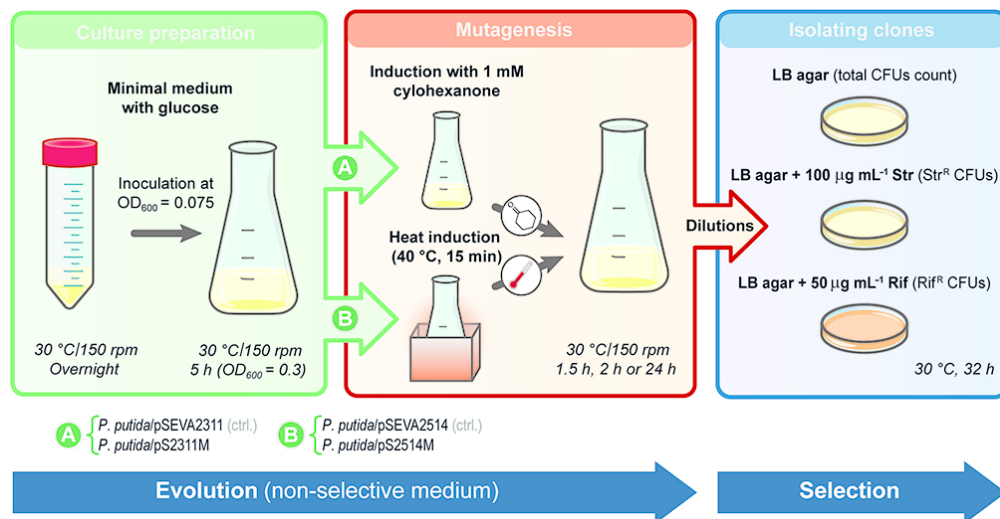 Culture preparation
Minimal medium
with glucose
Inoculation at
OD600 = 0.075
30 °C/150 rpm
Overnight
30 °C/150 rpm
5 h (OD600 = 0.3)
A
B
Mutagenesis
Induction with 1 mM
cylohexanone
O
Heat induction
(40 °C, 15 min)
30 °C/150 rpm
1.5 h, 2 h or 24 h
Dilutions
Isolating clones
LB agar (total CFUs count)
LB agar + 100 µg mL⁻¹ Str (Strᴿ CFUs)
LB agar + 50 µg mL⁻¹ Rif (Rifᴿ CFUs)
30 °C, 32 h
A P. putida/pSEVA2311 (ctrl.)
P. putida/pS2311M
B P. putida/pSEVA2514 (ctrl.)
P. putida/pS2514M
Evolution (non-selective medium)
Selection